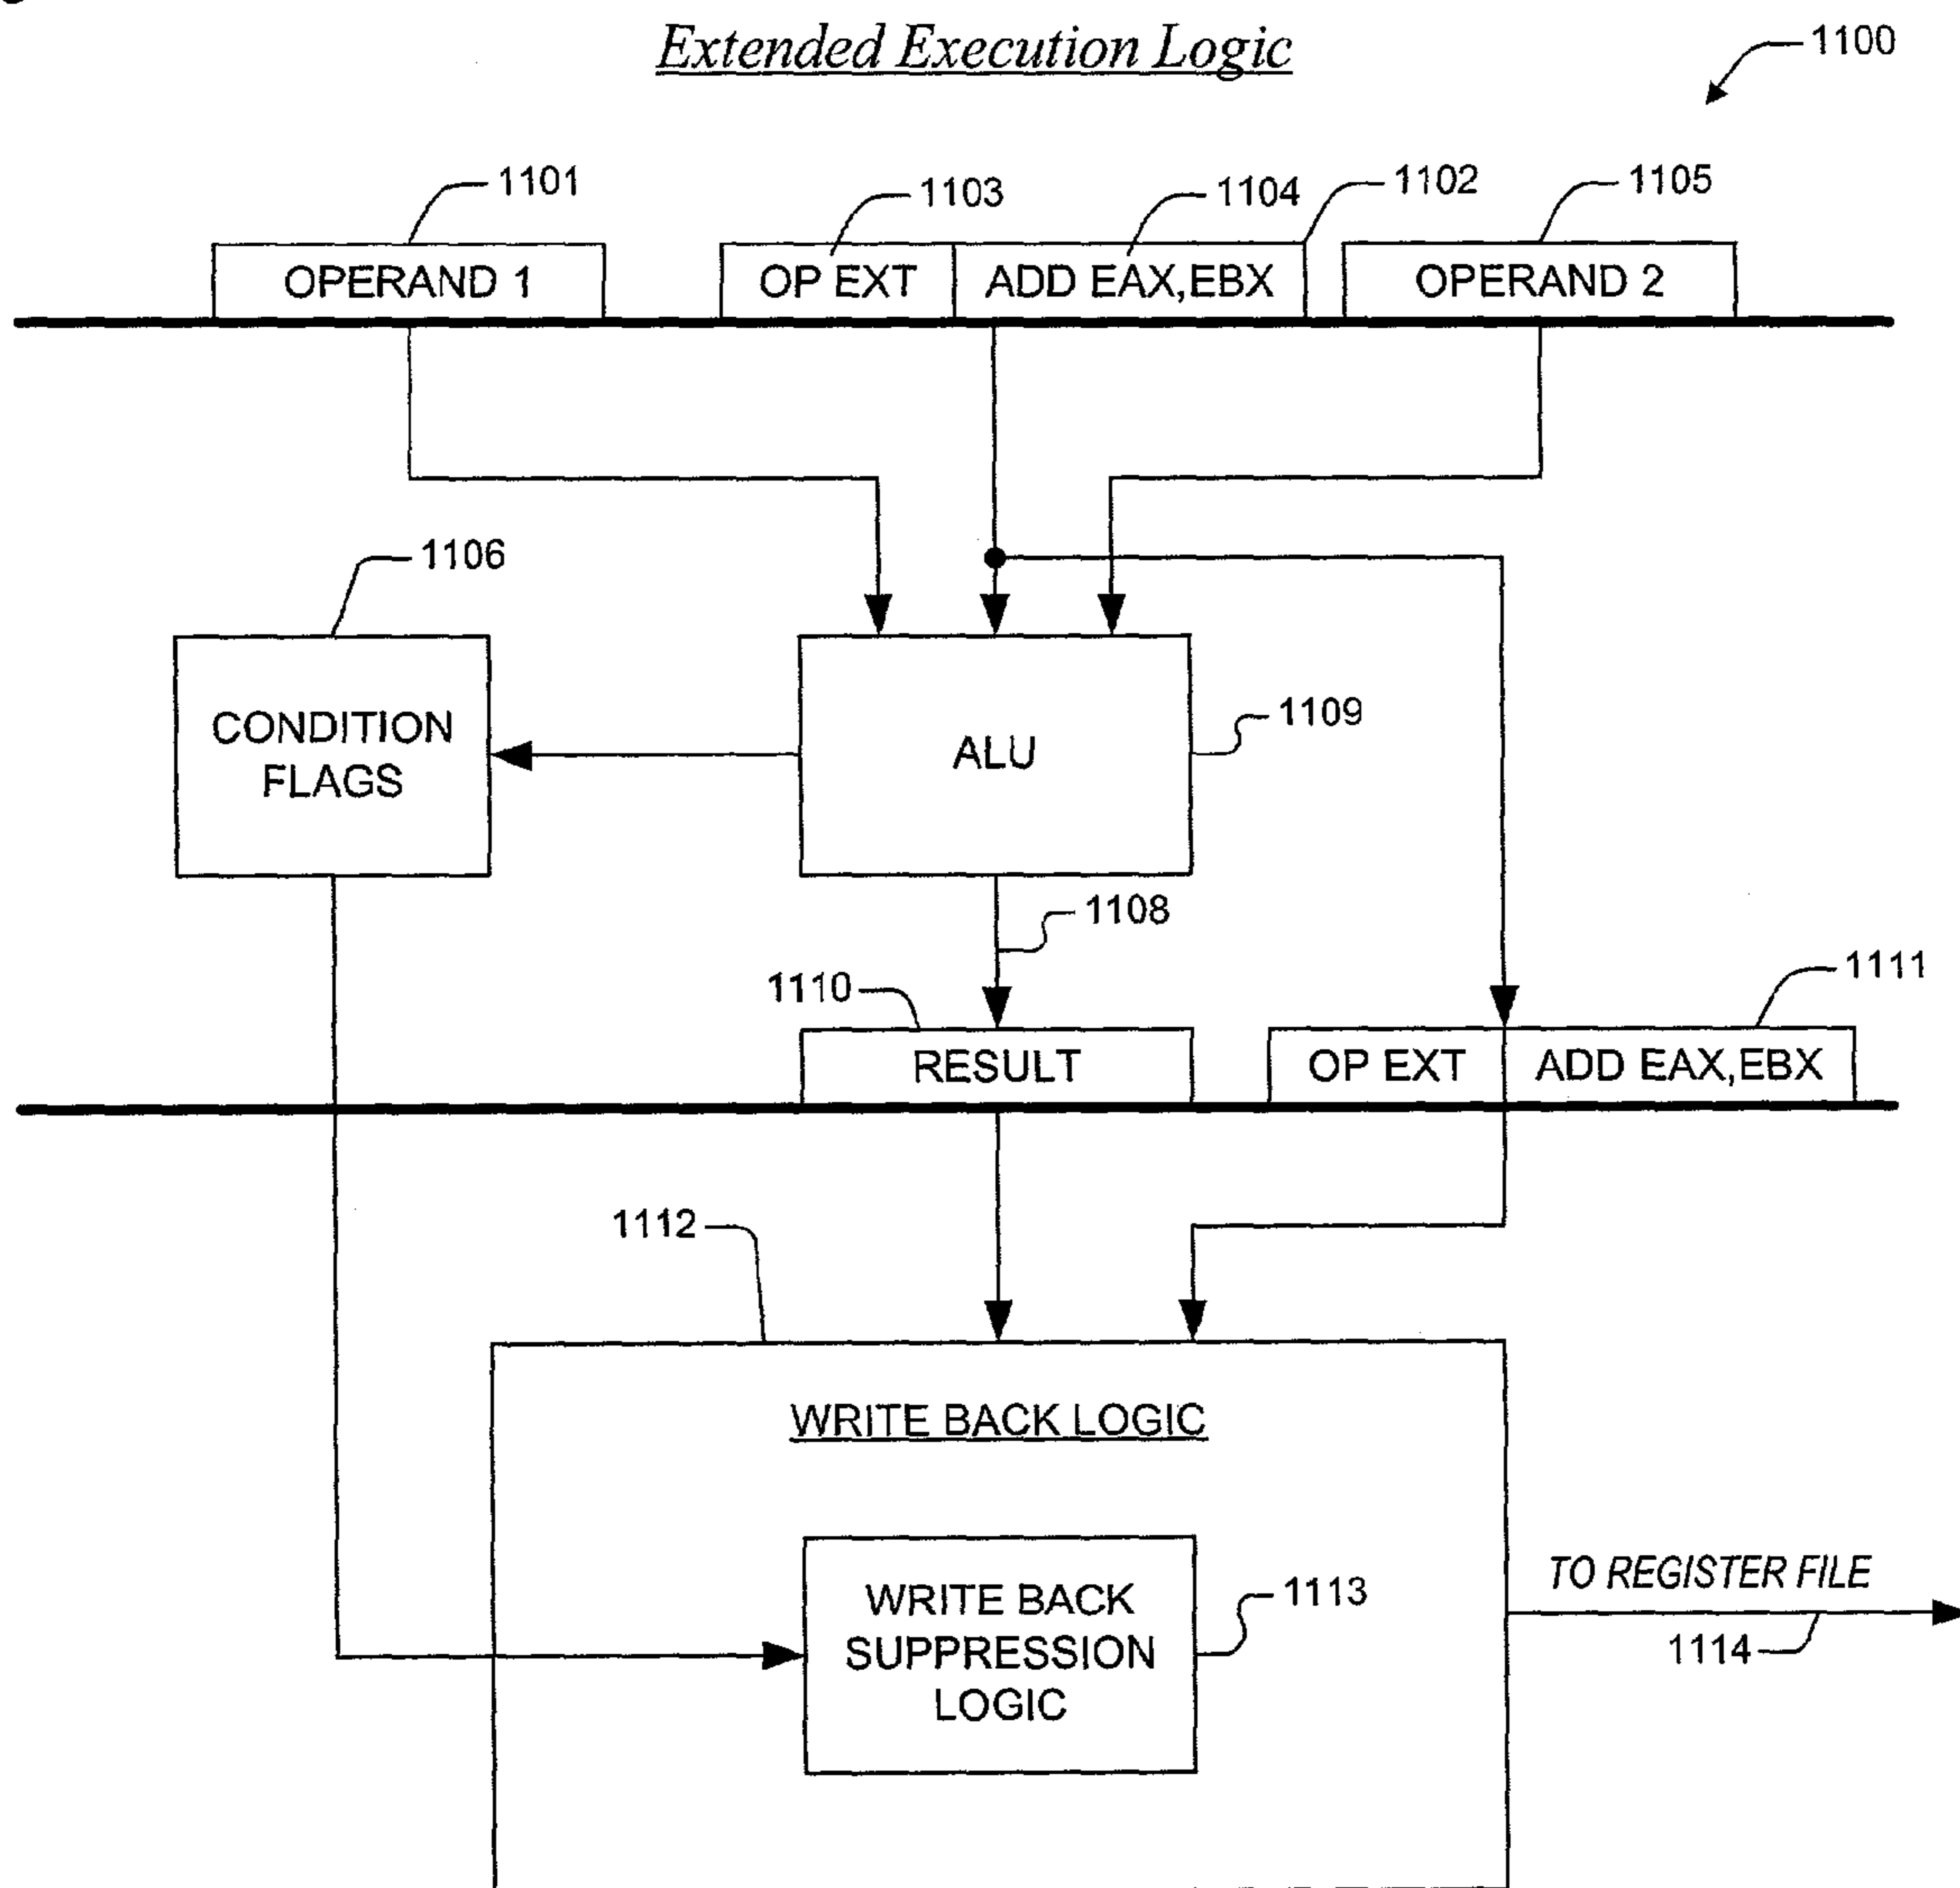 Extended Execution Logic
1100
1101
1103
1104
1102
1105
OPERAND 1
OP EXT
ADD EAX,EBX
OPERAND 2
1106
CONDITION
FLAGS
ALU
1109
1108
1110
1111
RESULT
OP EXT
ADD EAX,EBX
1112
WRITE BACK LOGIC
WRITE BACK
SUPPRESSION
LOGIC
1113
TO REGISTER FILE
1114